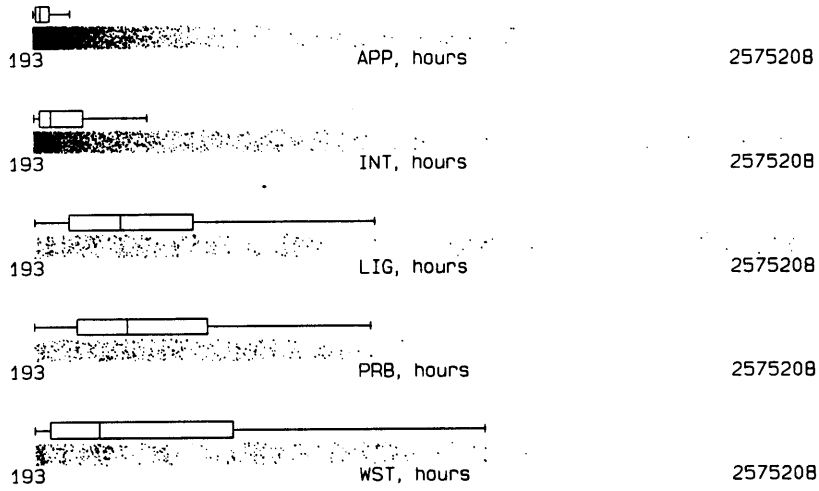 193 APP, hours 2575208
193 INT, hours 2575208
193 LIG, hours 2575208
193 PRB, hours 2575208
193 WST, hours 2575208